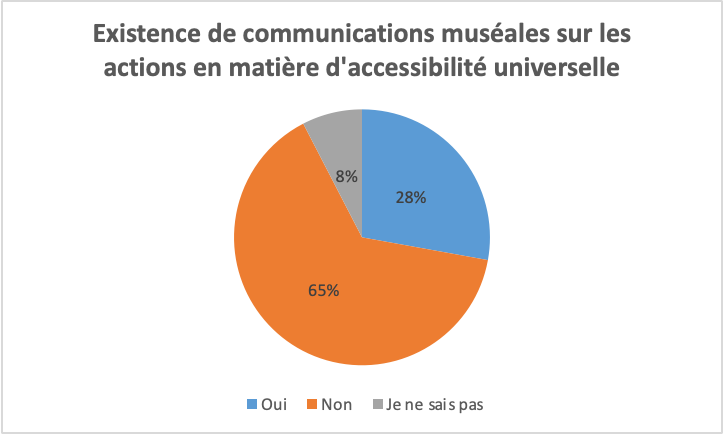 Existence de communications muséales sur les
actions en matière d'accessibilité universelle
8%
28%
65%
Oui Non Je ne sais pas